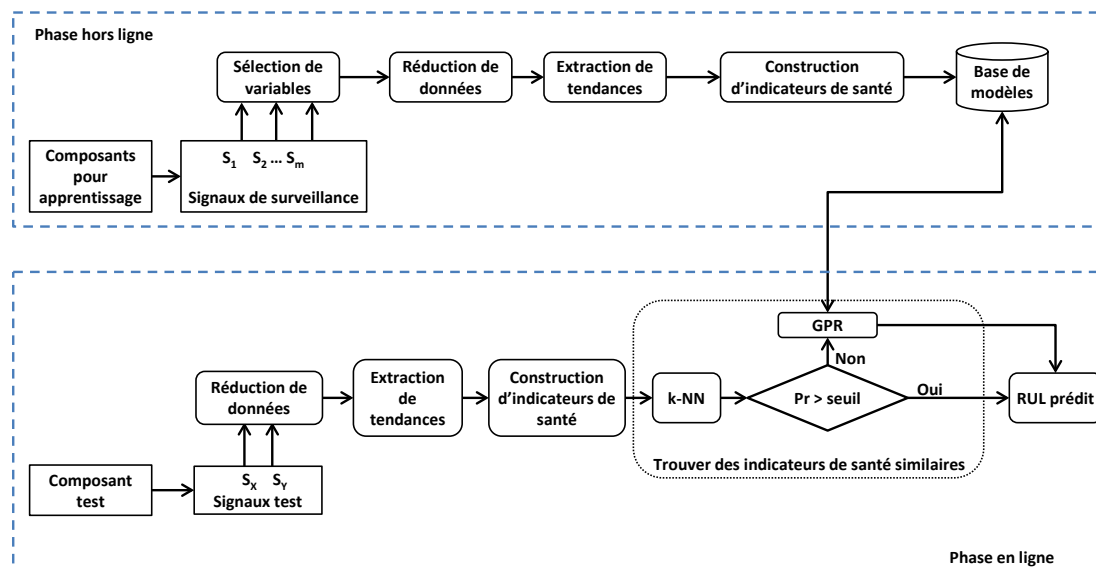 Phase hors ligne
Sélection de
variables
Réduction de
données
Extraction de
tendances
Construction
d'indicateurs de santé
Base de
modèles
Composants
pour
apprentissage
S1 S2 ... Sm
Signaux de surveillance
GPR
Non
Réduction de
données
Extraction
de
tendances
Construction
d'indicateurs de
santé
k-NN
Pr > seuil
Oui
RUL prédit
Trouver des indicateurs de santé similaires
Composant
test
SX SY
Signaux test
Phase en ligne